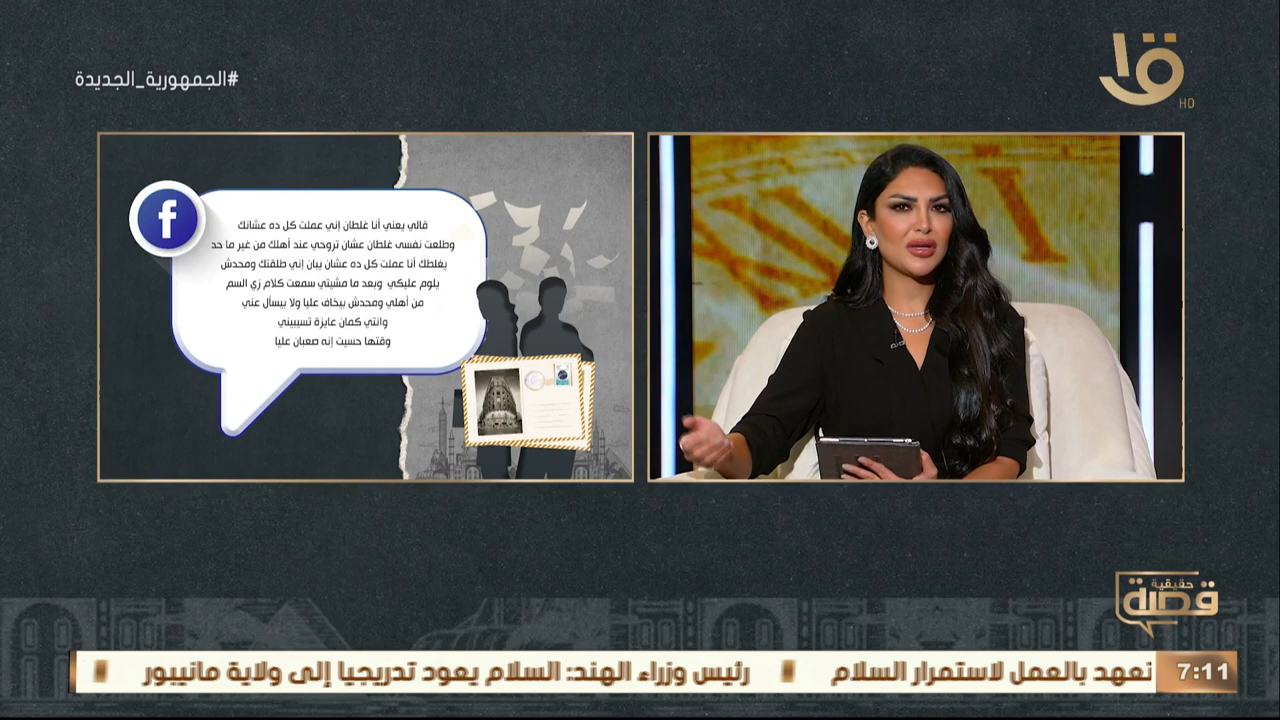 #الجمهورية_الجديدة
HD
قالي يعني أنا غلطان إني عملت كل ده عشانك
وطلعت نفسى غلطان عشان تروحي عند أهلك من غير ما حد
يغلطك أنا عملت كل ده عشان يبان إني طلقتك ومحدش
يلوم عليكي وبعد ما مشيتي سمعت كلام زي السم
من أهلي ومحدش بيخاف عليا ولا بيسأل عني
وانتي كمان عايزة تسيبيني
وقتها حسيت إنه صعبان عليا
قصة
حقيقية
7:11
نعهد بالعمل لاستمرار السلام
رئيس وزراء الهند: السلام يعود تدريجيا إلى ولاية مانيبور